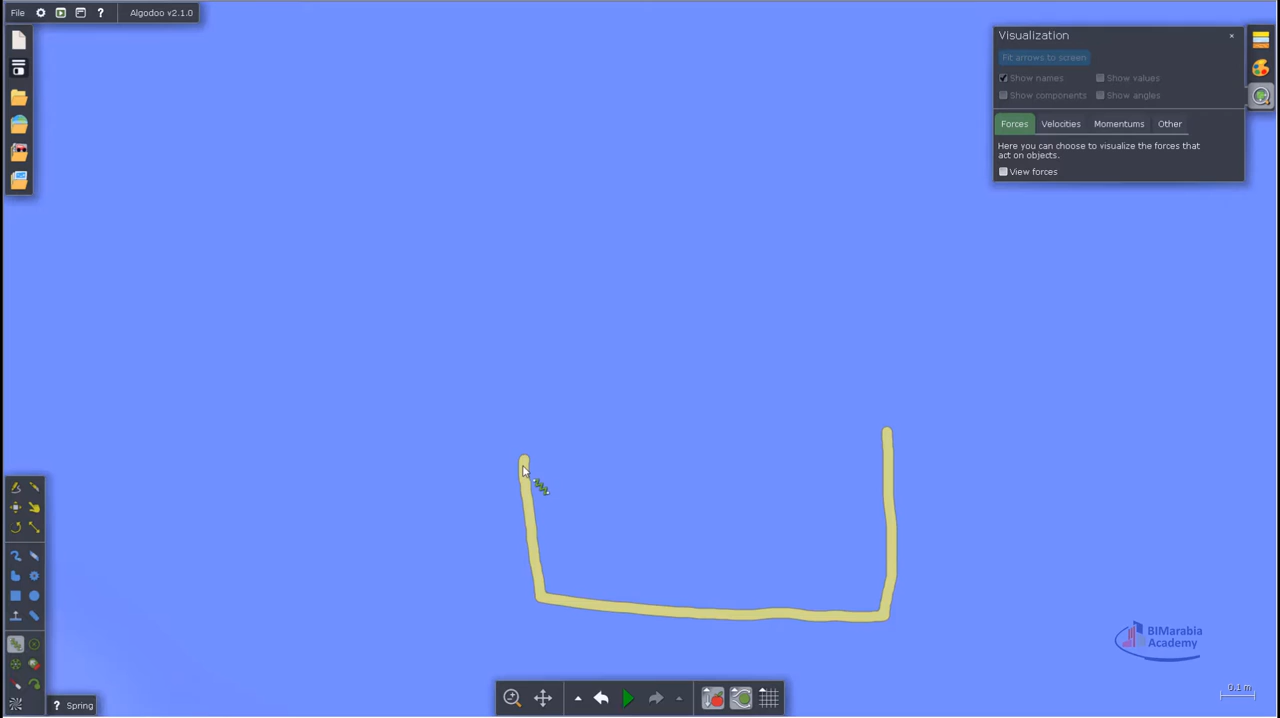 File
?
Algodoo v2.1.0
Visualization
×
Fit arrows to screen
Show names
Show values
Show components
Show angles
Forces
Velocities
Momentums
Other
Here you can choose to visualize the forces that
act on objects.
View forces
BIMarabia
Academy
0.1 m
? Spring